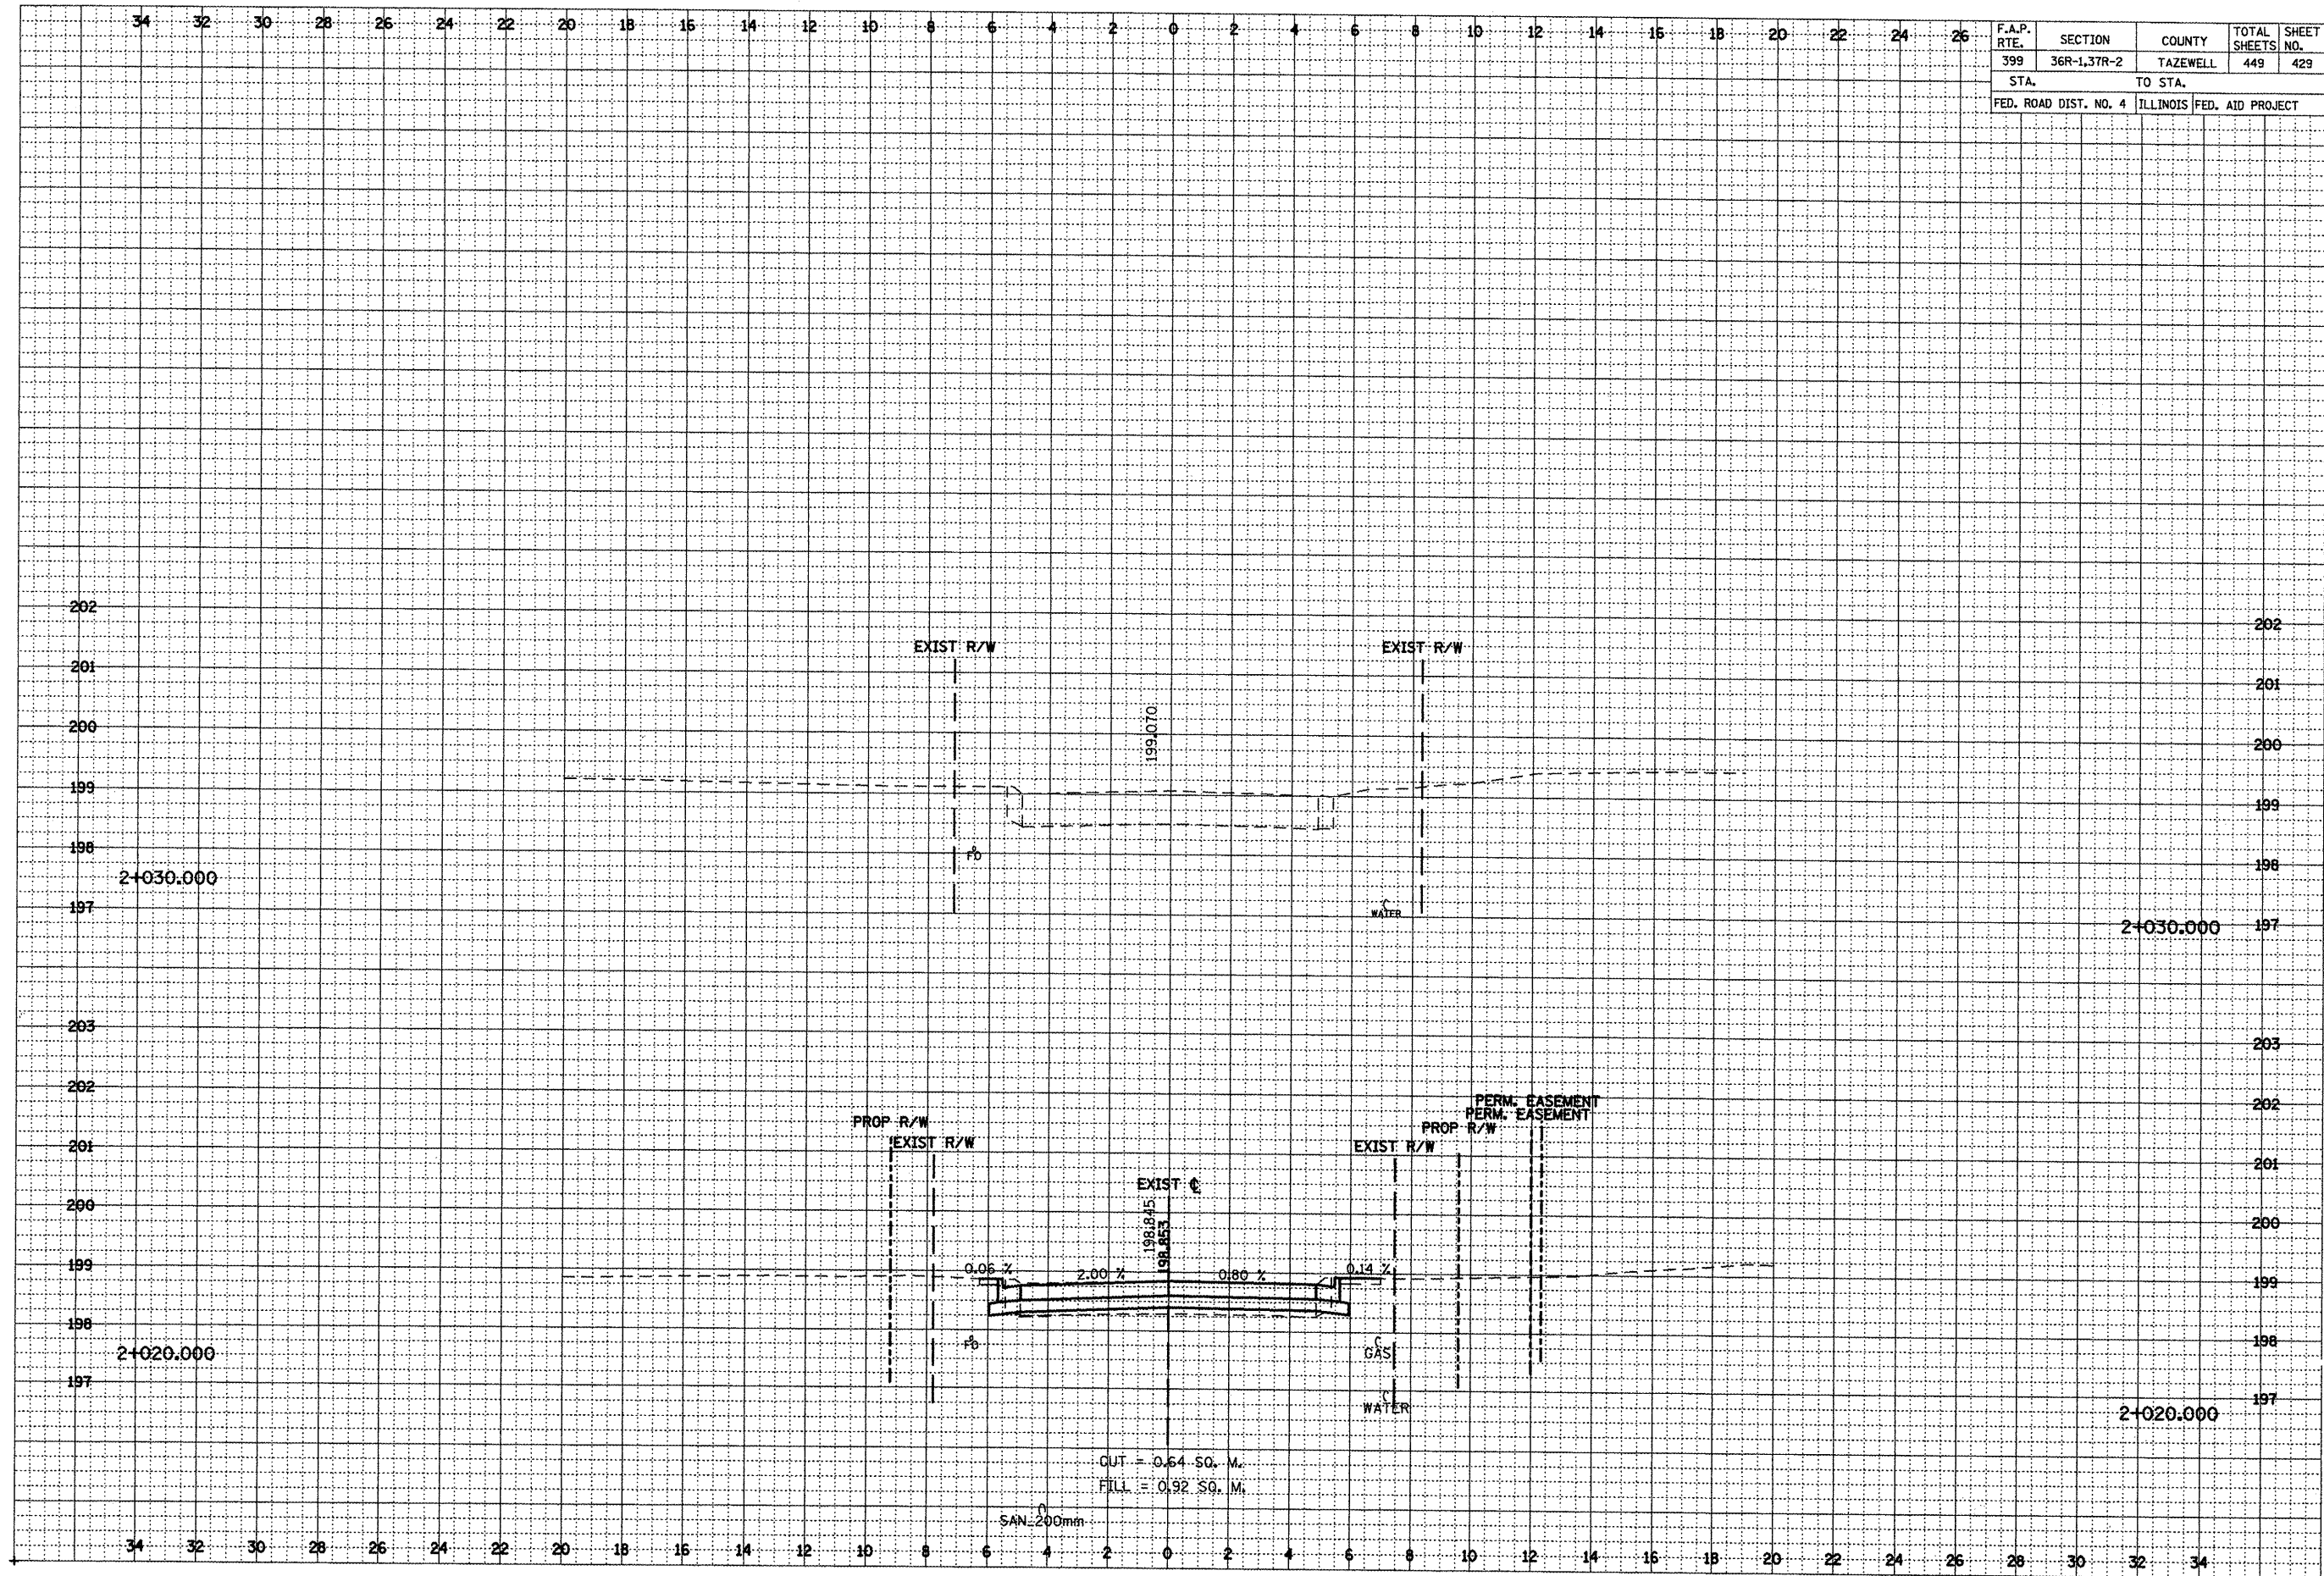 34 32 30 28 26 24 22 20 18 16 14 12 10 8 6 4 2 0 2 4 6 8 10 12 14 16 18 20 22 24 26
F.A.P. RTE. SECTION COUNTY TOTAL SHEETS SHEET NO.
399 36R-1,37R-2 TAZEWELL 449 429
STA. TO STA.
FED. ROAD DIST. NO. 4 ILLINOIS FED. AID PROJECT
202 202
EXIST R/W EXIST R/W
201 201
200 199.070 200
199 199
198 FO 198
2+030.000
197 WATER 197
2+030.000
203 203
202 202
PERM. EASEMENT
PERM. EASEMENT
PROP R/W PROP R/W
201 EXIST R/W EXIST R/W 201
EXIST ℄
200 198.845 198.853 200
199 0.06 % 2.00 % 0.80 % 0.14 % 199
198 FO 198
GAS
2+020.000
197 197
WATER 2+020.000
CUT = 0.64 SQ. M.
FILL = 0.92 SQ. M.
SAN_200mm
34 32 30 28 26 24 22 20 18 16 14 12 10 8 6 4 2 0 2 4 6 8 10 12 14 16 18 20 22 24 26 28 30 32 34